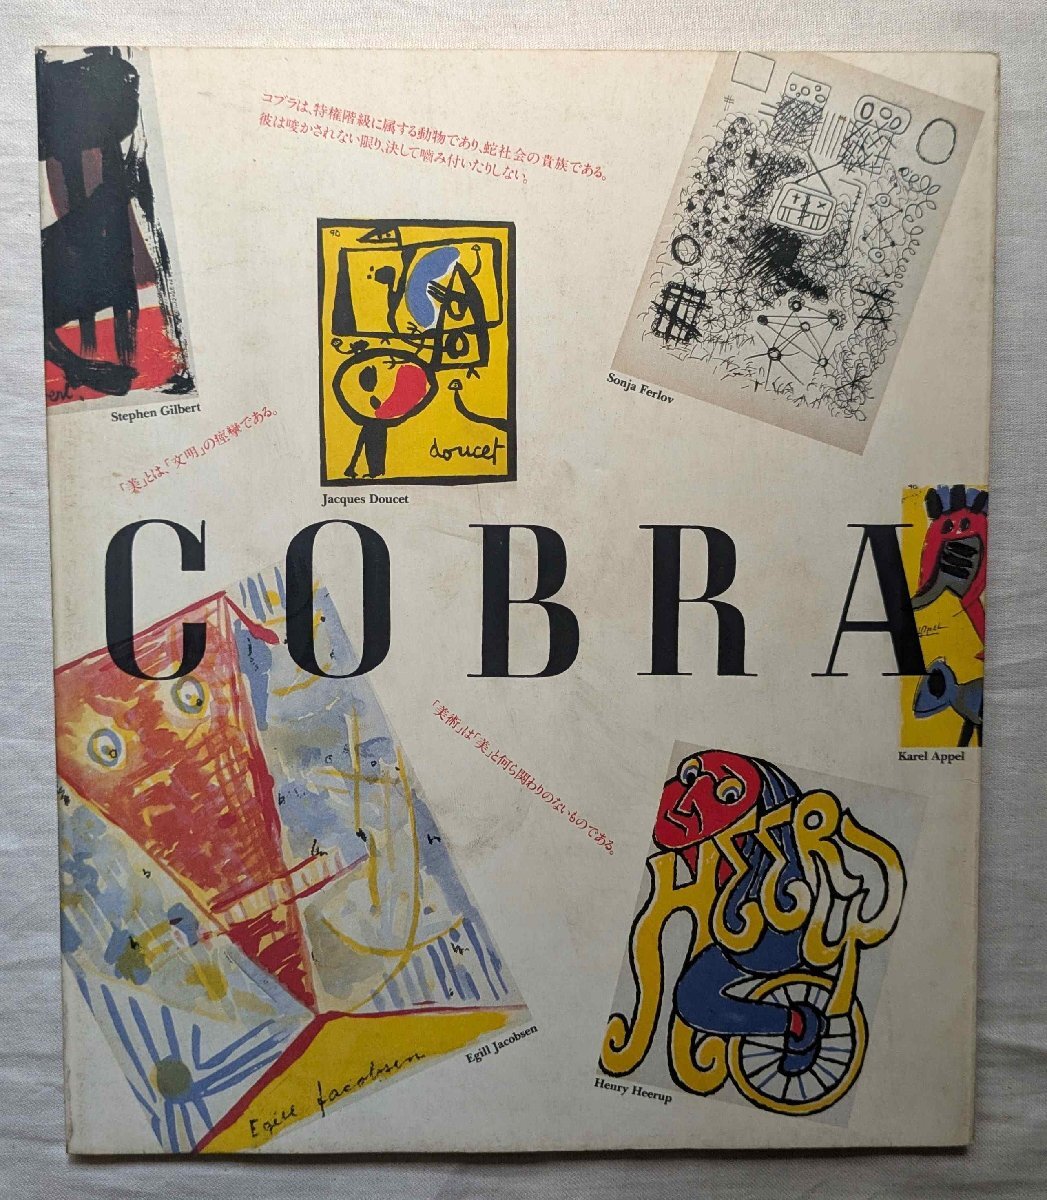 コブラは、特権階級に属する動物であり、蛇社会の貴族である。
彼は唆かされない限り、決して噛み付いたりしない。
90
doucet
Stephen Gilbert
Sonja Ferlov
「美」とは、「文明」の痙攣である。
Jacques Doucet
COBRA
90
Karel Appel
「美術」は「美」と何ら関わりのないものである。
HEERUP
Egill Jacobsen
Egill Jacobsen
Henry Heerup